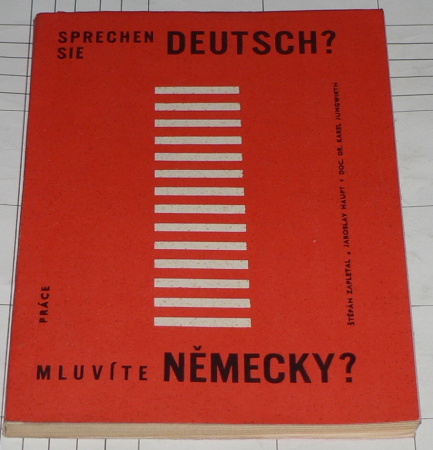 SPRECHEN SIE DEUTSCH?
PRÁCE
ŠTĚPÁN ZAPLETAL • JAROSLAV HAUPT • DOC. DR. KAREL JUNGWIRTH
MLUVÍTE NĚMECKY?